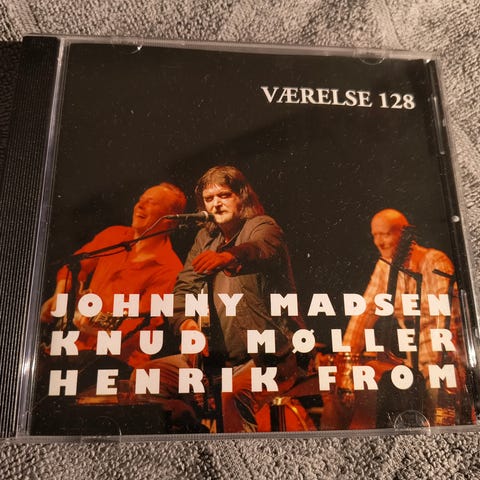 VÆRELSE 128
JOHNNY MADSEN
KNUD MØLLER
HENRIK FROM